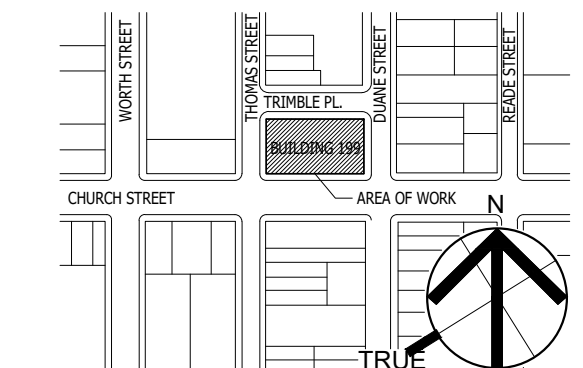 WORTH STREET
THOMAS STREET
DUANE STREET
READE STREET
TRIMBLE PL.
BUILDING 199
CHURCH STREET
AREA OF WORK
N
TRUE